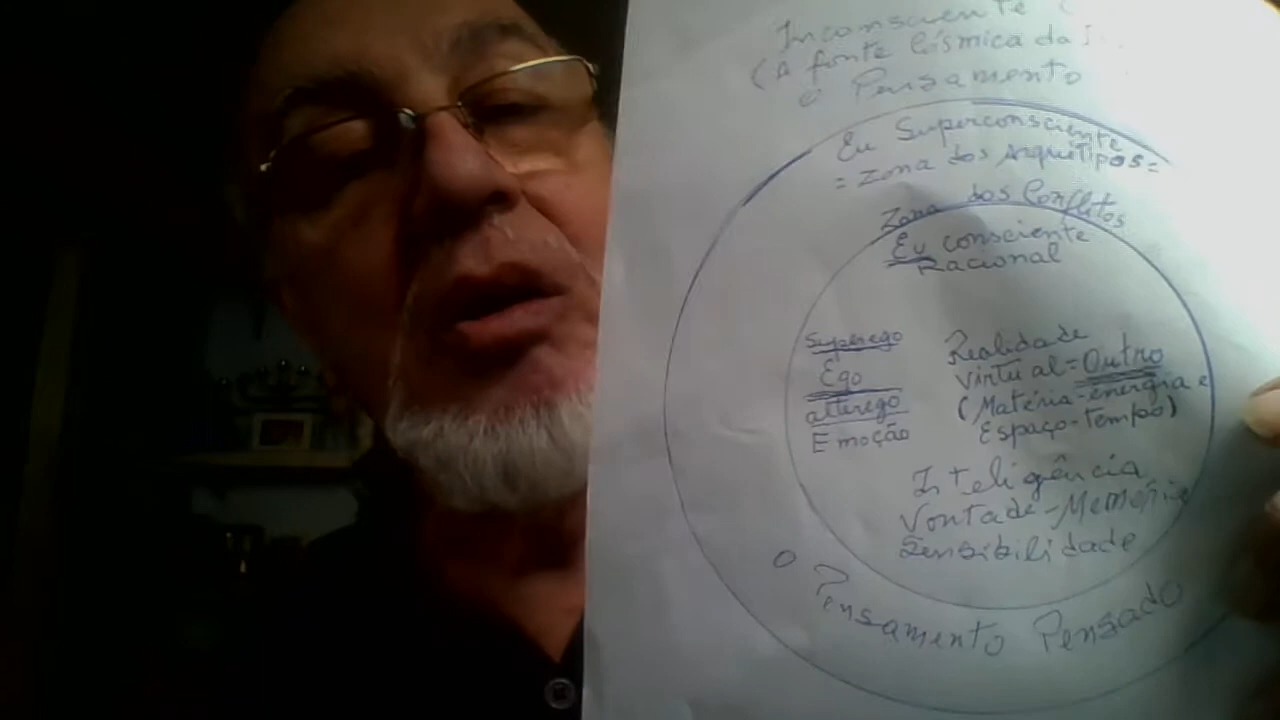 Inconsciente
(A fonte Cósmica da
O Pensamento
Eu Superconsciente
= Zona dos Arquétipos =
Zona dos Conflitos
Eu consciente
Racional
Superego
Ego
alterego
Emoção
Realidade
virtual = Outro
(Matéria-energia e
Espaço-tempo)
Inteligência
Vontade-Memória
Sensibilidade
O Pensamento Pensado